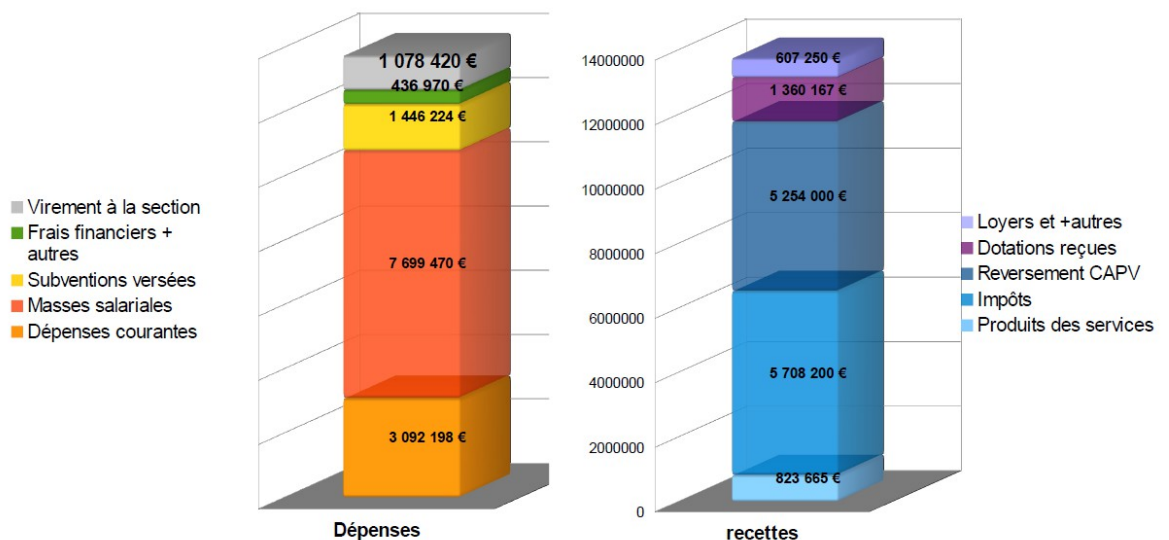 Virement à la section
Frais financiers +
autres
Subventions versées
Masses salariales
Dépenses courantes
1 078 420 €
436 970 €
1 446 224 €
7 699 470 €
3 092 198 €
Dépenses
14000000
12000000
10000000
8000000
6000000
4000000
2000000
0
607 250 €
1 360 167 €
5 254 000 €
5 708 200 €
823 665 €
recettes
Loyers et +autres
Dotations reçues
Reversement CAPV
Impôts
Produits des services